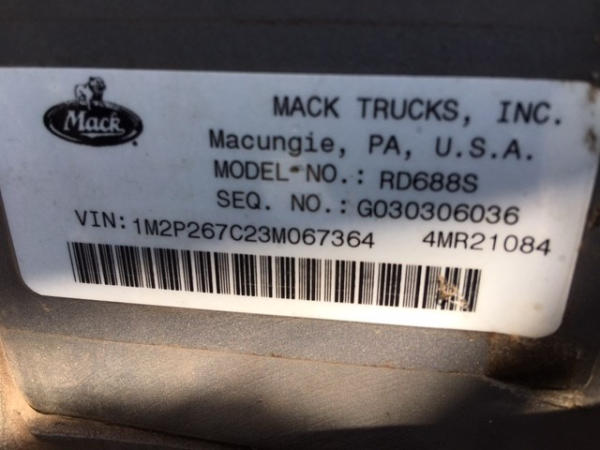 Mack
MACK TRUCKS, INC.
Macungie, PA, U.S.A.
MODEL NO.: RD688S
SEQ. NO.: G030306036
VIN: 1M2P267C23M067364 4MR21084